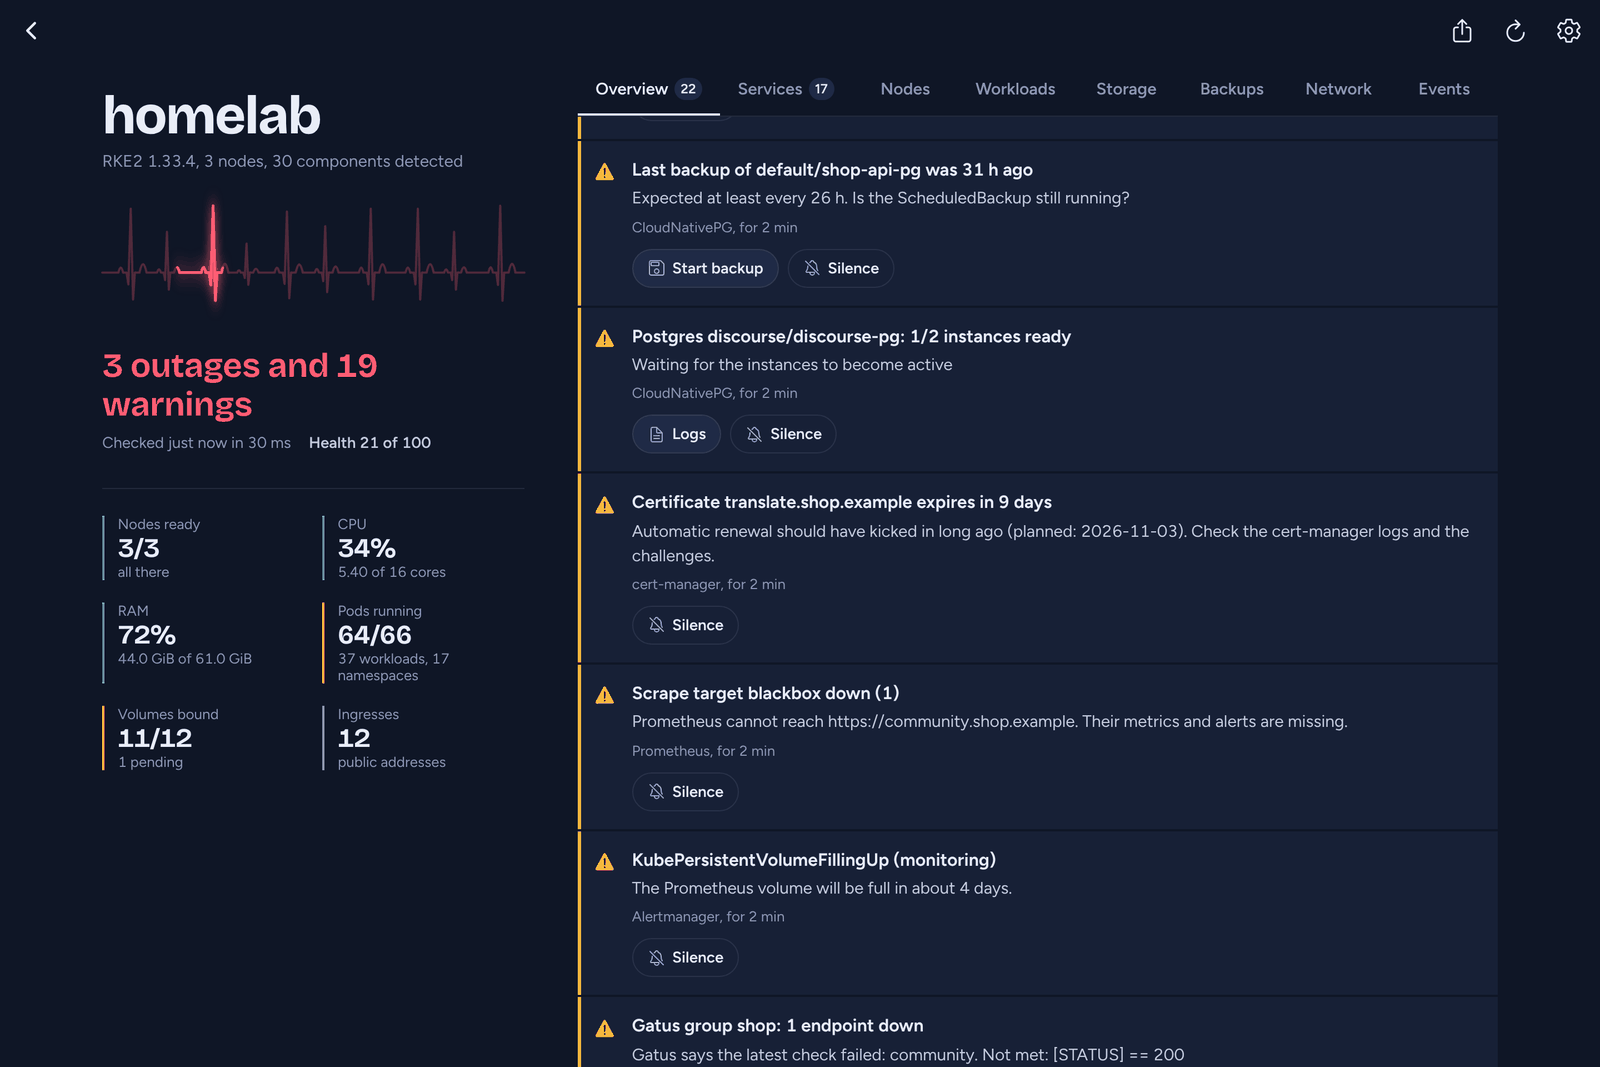 homelab
RKE2 1.33.4, 3 nodes, 30 components detected
3 outages and 19
warnings
Checked just now in 30 ms Health 21 of 100
Nodes ready
3/3
all there
CPU
34%
5.40 of 16 cores
RAM
72%
44.0 GiB of 61.0 GiB
Pods running
64/66
37 workloads, 17
namespaces
Volumes bound
11/12
1 pending
Ingresses
12
public addresses
Overview 22 Services 17 Nodes Workloads Storage Backups Network Events
Last backup of default/shop-api-pg was 31 h ago
Expected at least every 26 h. Is the ScheduledBackup still running?
CloudNativePG, for 2 min
Start backup Silence
Postgres discourse/discourse-pg: 1/2 instances ready
Waiting for the instances to become active
CloudNativePG, for 2 min
Logs Silence
Certificate translate.shop.example expires in 9 days
Automatic renewal should have kicked in long ago (planned: 2026-11-03). Check the cert-manager logs and the
challenges.
cert-manager, for 2 min
Silence
Scrape target blackbox down (1)
Prometheus cannot reach https://community.shop.example. Their metrics and alerts are missing.
Prometheus, for 2 min
Silence
KubePersistentVolumeFillingUp (monitoring)
The Prometheus volume will be full in about 4 days.
Alertmanager, for 2 min
Silence
Gatus group shop: 1 endpoint down
Gatus says the latest check failed: community. Not met: [STATUS] == 200